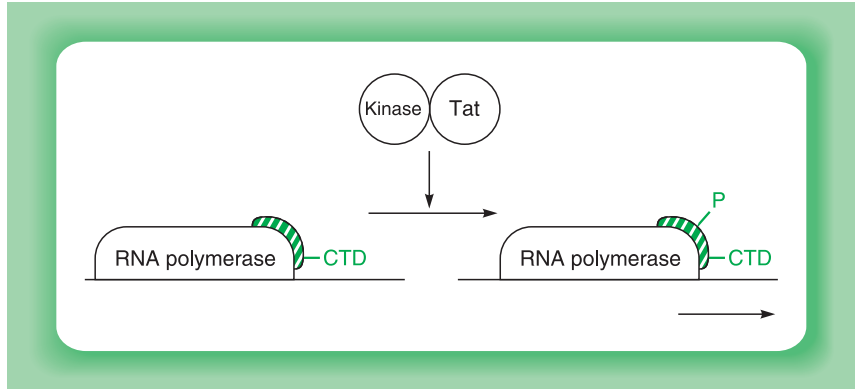 Kinase
Tat
RNA polymerase
CTD
P
RNA polymerase
CTD